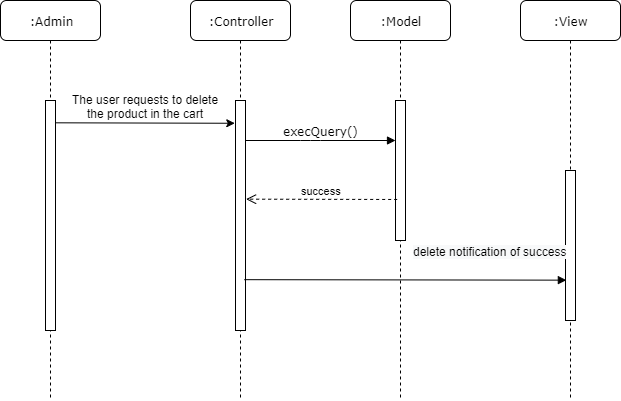 :Admin
:Controller
:Model
:View
The user requests to delete
the product in the cart
execQuery()
success
delete notification of success